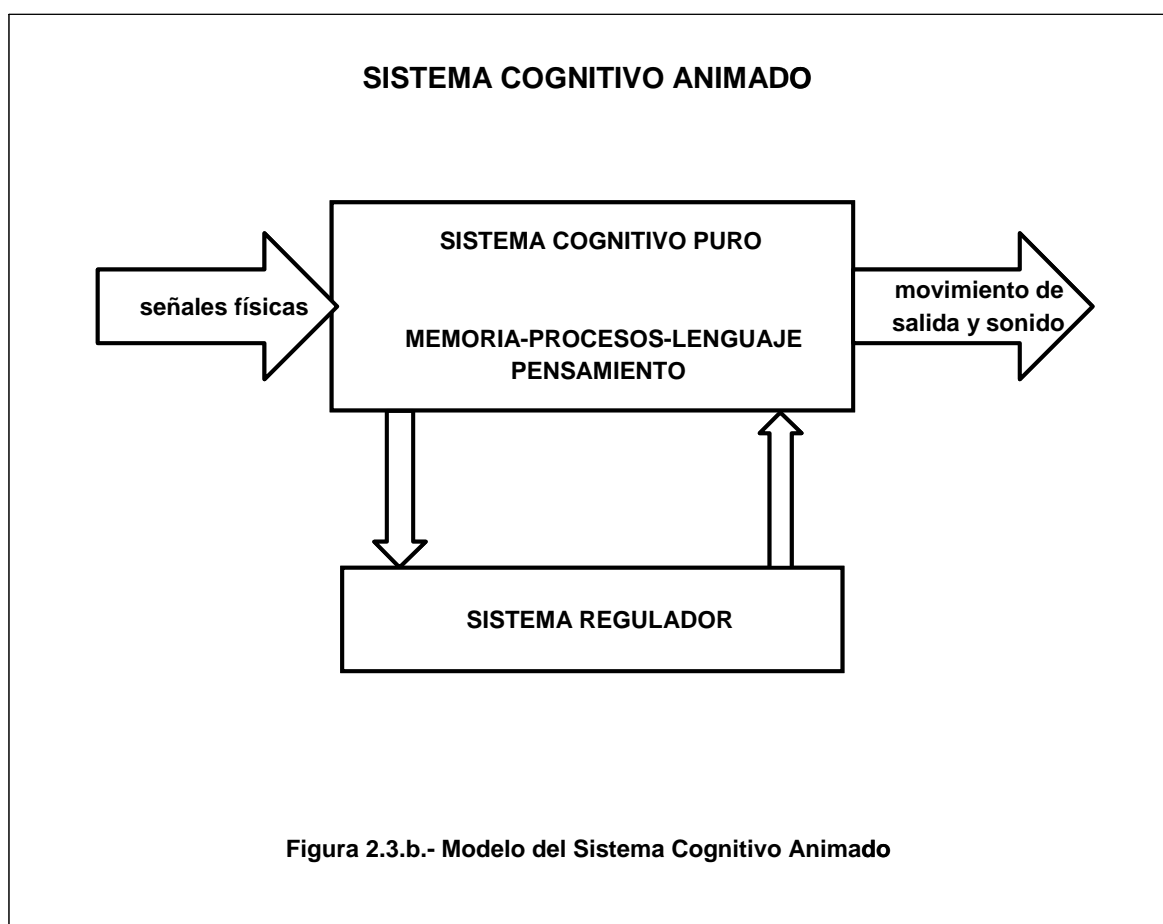 SISTEMA COGNITIVO ANIMADO
SISTEMA COGNITIVO PURO
señales físicas
movimiento de
salida y sonido
MEMORIA-PROCESOS-LENGUAJE
PENSAMIENTO
SISTEMA REGULADOR
Figura 2.3.b.- Modelo del Sistema Cognitivo Animado